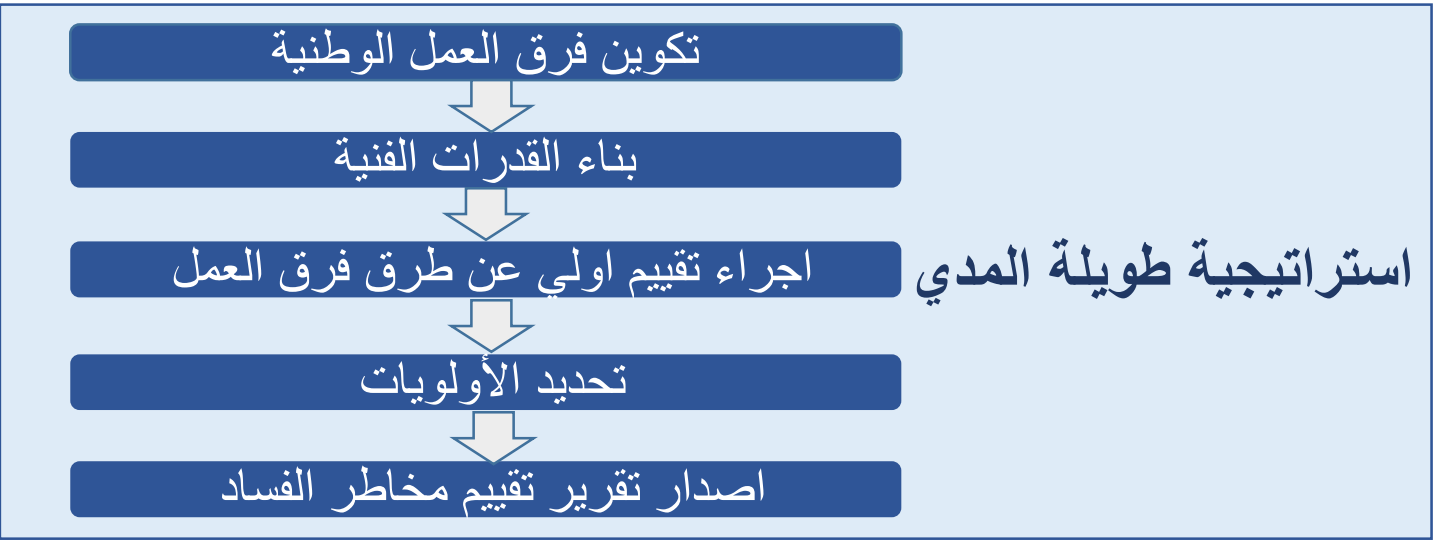 تكوين فرق العمل الوطنية
بناء القدرات الفنية
اجراء تقييم اولي عن طرق فرق العمل
استراتيجية طويلة المدي
تحديد الأولويات
اصدار تقرير تقييم مخاطر الفساد